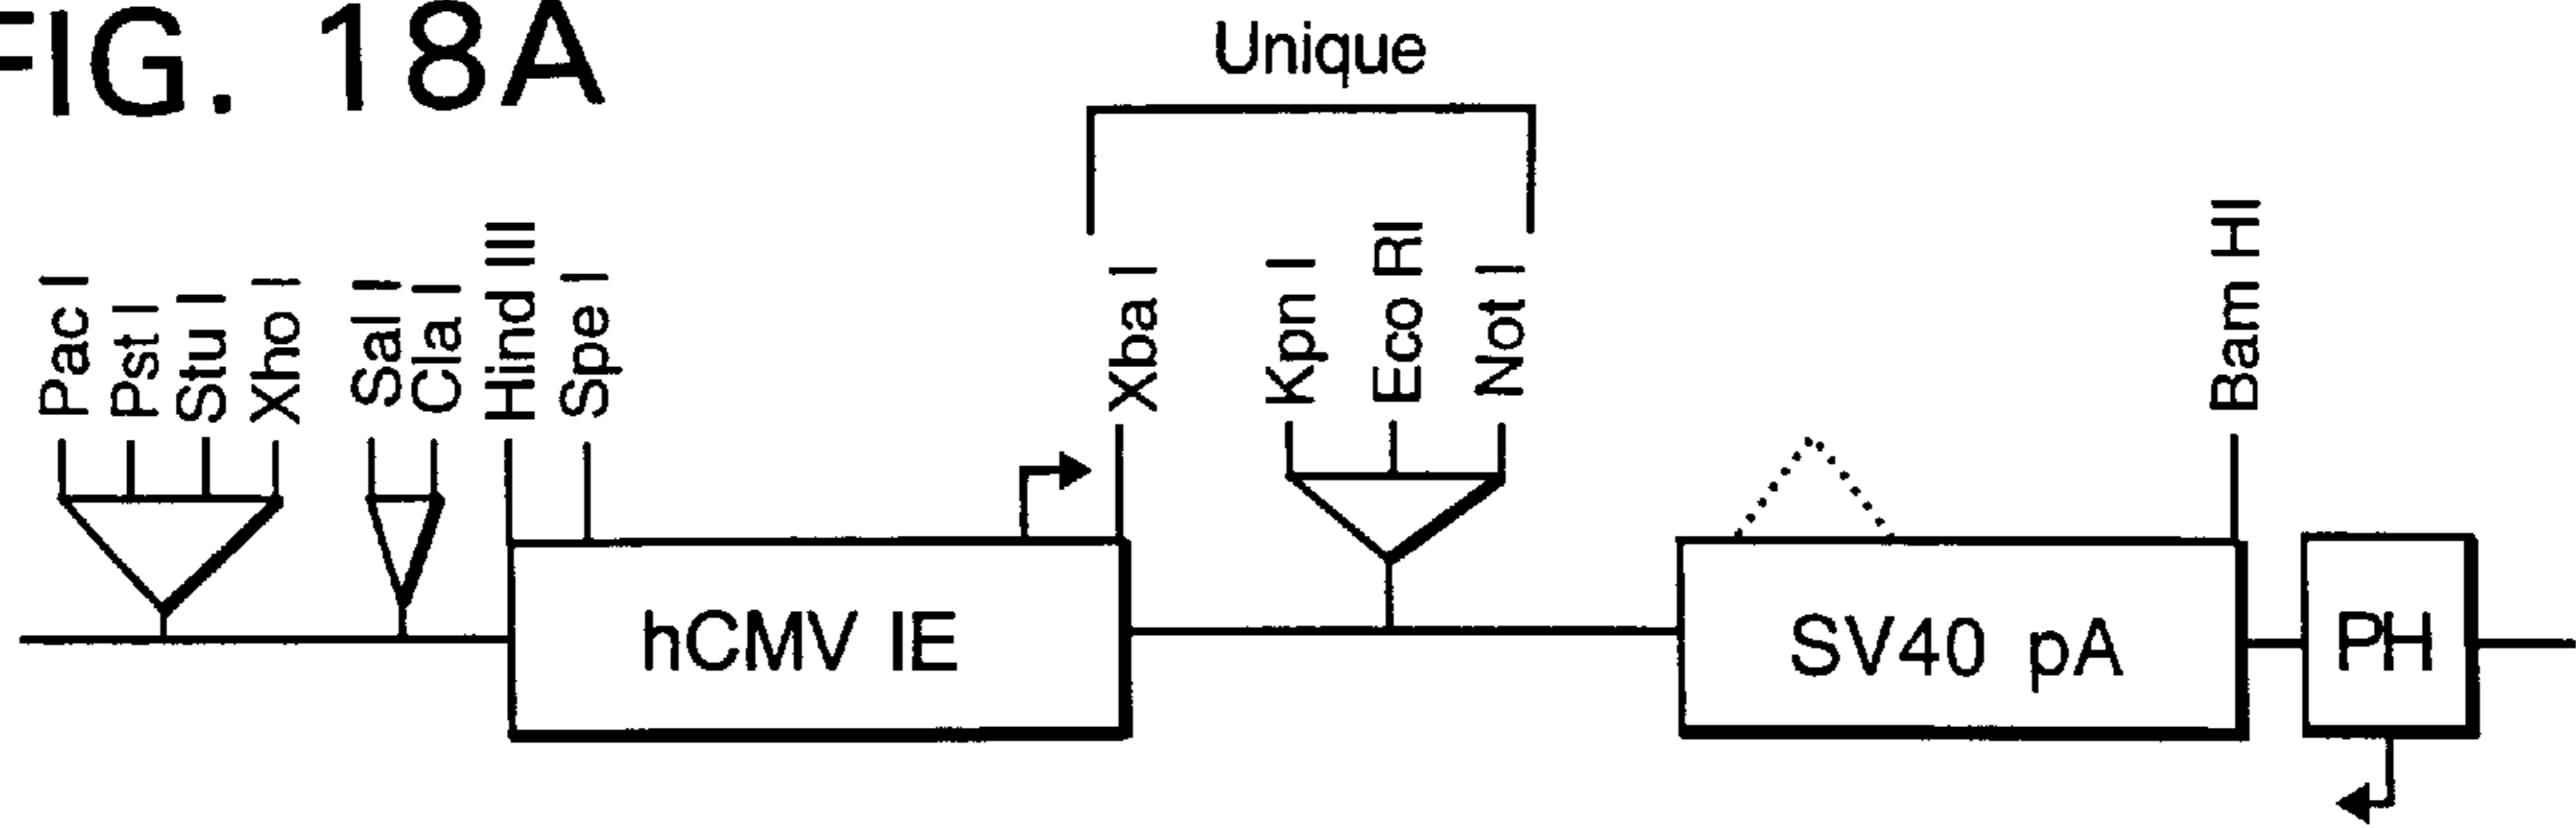 FIG. 18A
Unique
Pac I
Pst I
Stu I
Xho I
Sal I
Cla I
Hind III
Spe I
Xba I
Kpn I
Eco RI
Not I
Bam HI
hCMV IE
SV40 pA
PH